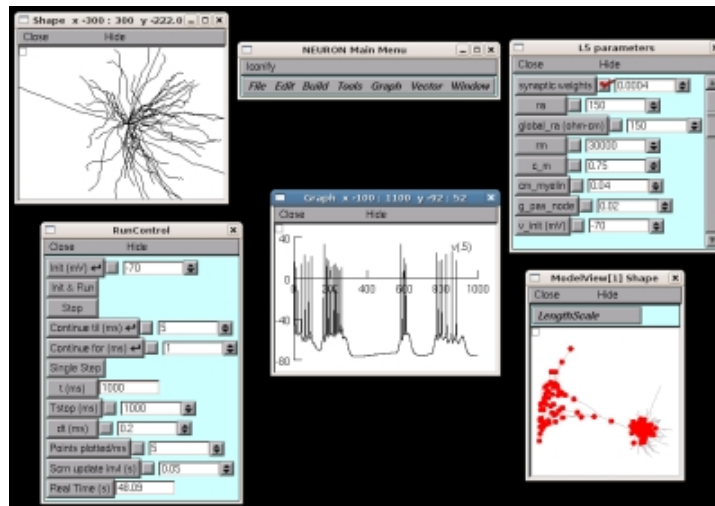 Shape x -300 : 300 y -222.0
Close Hide
NEURON Main Menu
Iconify
File Edit Build Tools Graph Vector Window
L5 parameters
Close Hide
synaptic weights 0.0004
ra 150
global_ra (ohm-cm) 150
rm 30000
c_m 0.75
cm_myelin 0.04
g_pas_node 0.02
v_init (mV) -70
RunControl
Close Hide
Init (mV) -70
Init & Run
Stop
Continue til (ms) 5
Continue for (ms) 1
Single Step
t (ms) 1000
Tstop (ms) 1000
dt (ms) 0.2
Points plotted/ms 5
Scrn update invl (s) 0.05
Real Time (s) 48.09
Graph x -100 : 1100 y -92 : 52
Close Hide
40
v(.5)
0
0 200 400 600 800 1000
-40
-80
ModelView[1] Shape
Close Hide
LengthScale